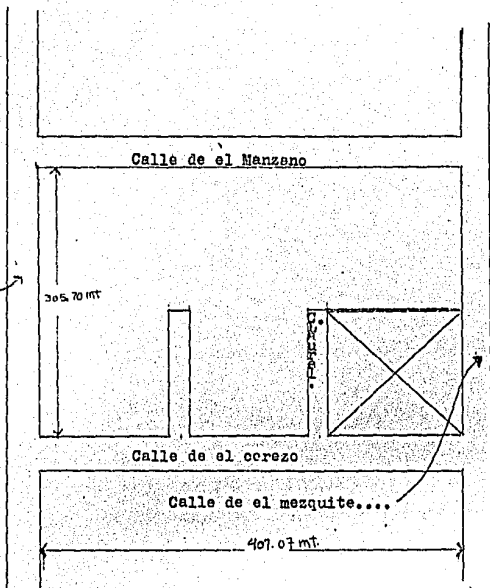 Calle de el Manzano
305.70 mt
Calle de el cerezo
Calle de el mezquite....
407.07 mt.